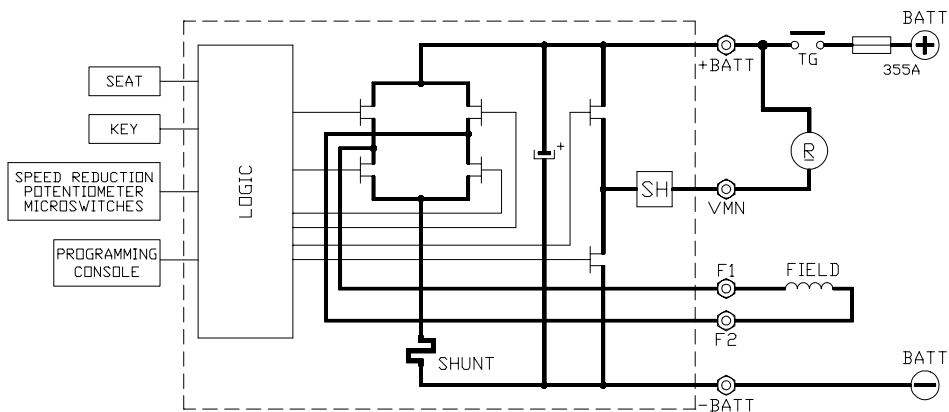 BATT
+
+BATT
TG
355A
SEAT
KEY
SPEED REDUCTION
POTENTIOMETER
MICROSWITCHES
PROGRAMMING
CONSOLE
LOGIC
+
R
SH
VMN
F1
FIELD
F2
SHUNT
BATT
-
-BATT